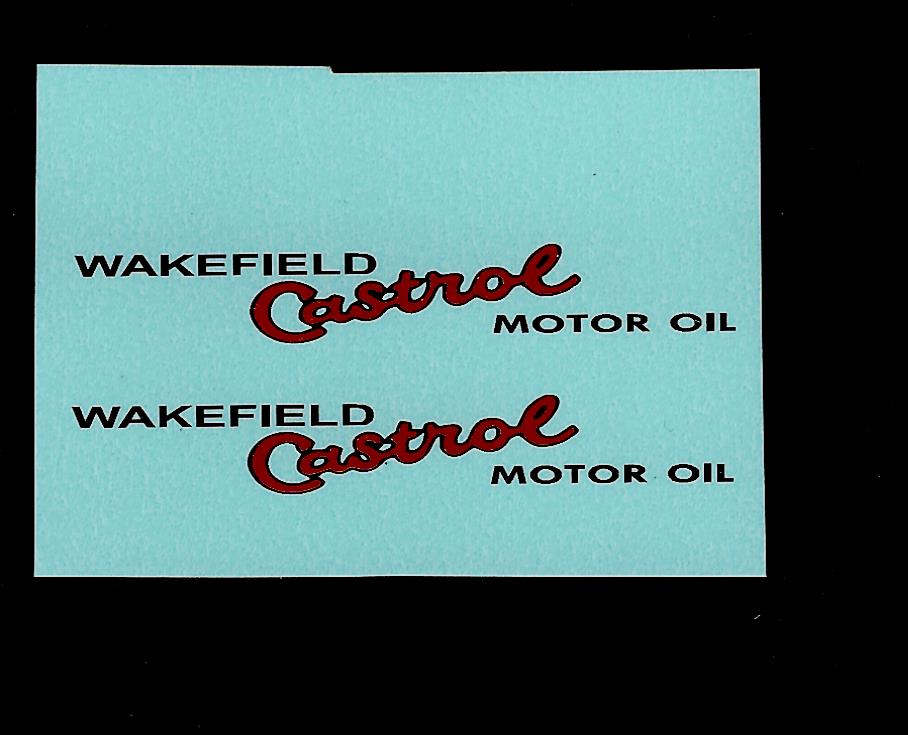 WAKEFIELD
Castrol
MOTOR OIL
WAKEFIELD
Castrol
MOTOR OIL